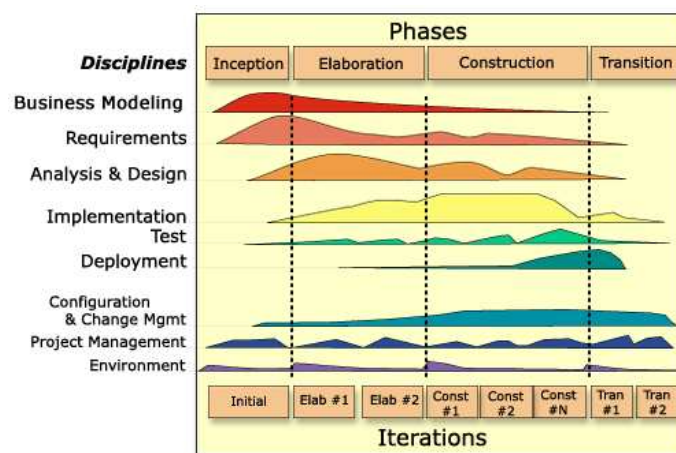 Phases
Disciplines
Inception
Elaboration
Construction
Transition
Business Modeling
Requirements
Analysis & Design
Implementation
Test
Deployment
Configuration
& Change Mgmt
Project Management
Environment
Initial
Elab #1
Elab #2
Const
#1
Const
#2
Const
#N
Tran
#1
Tran
#2
Iterations